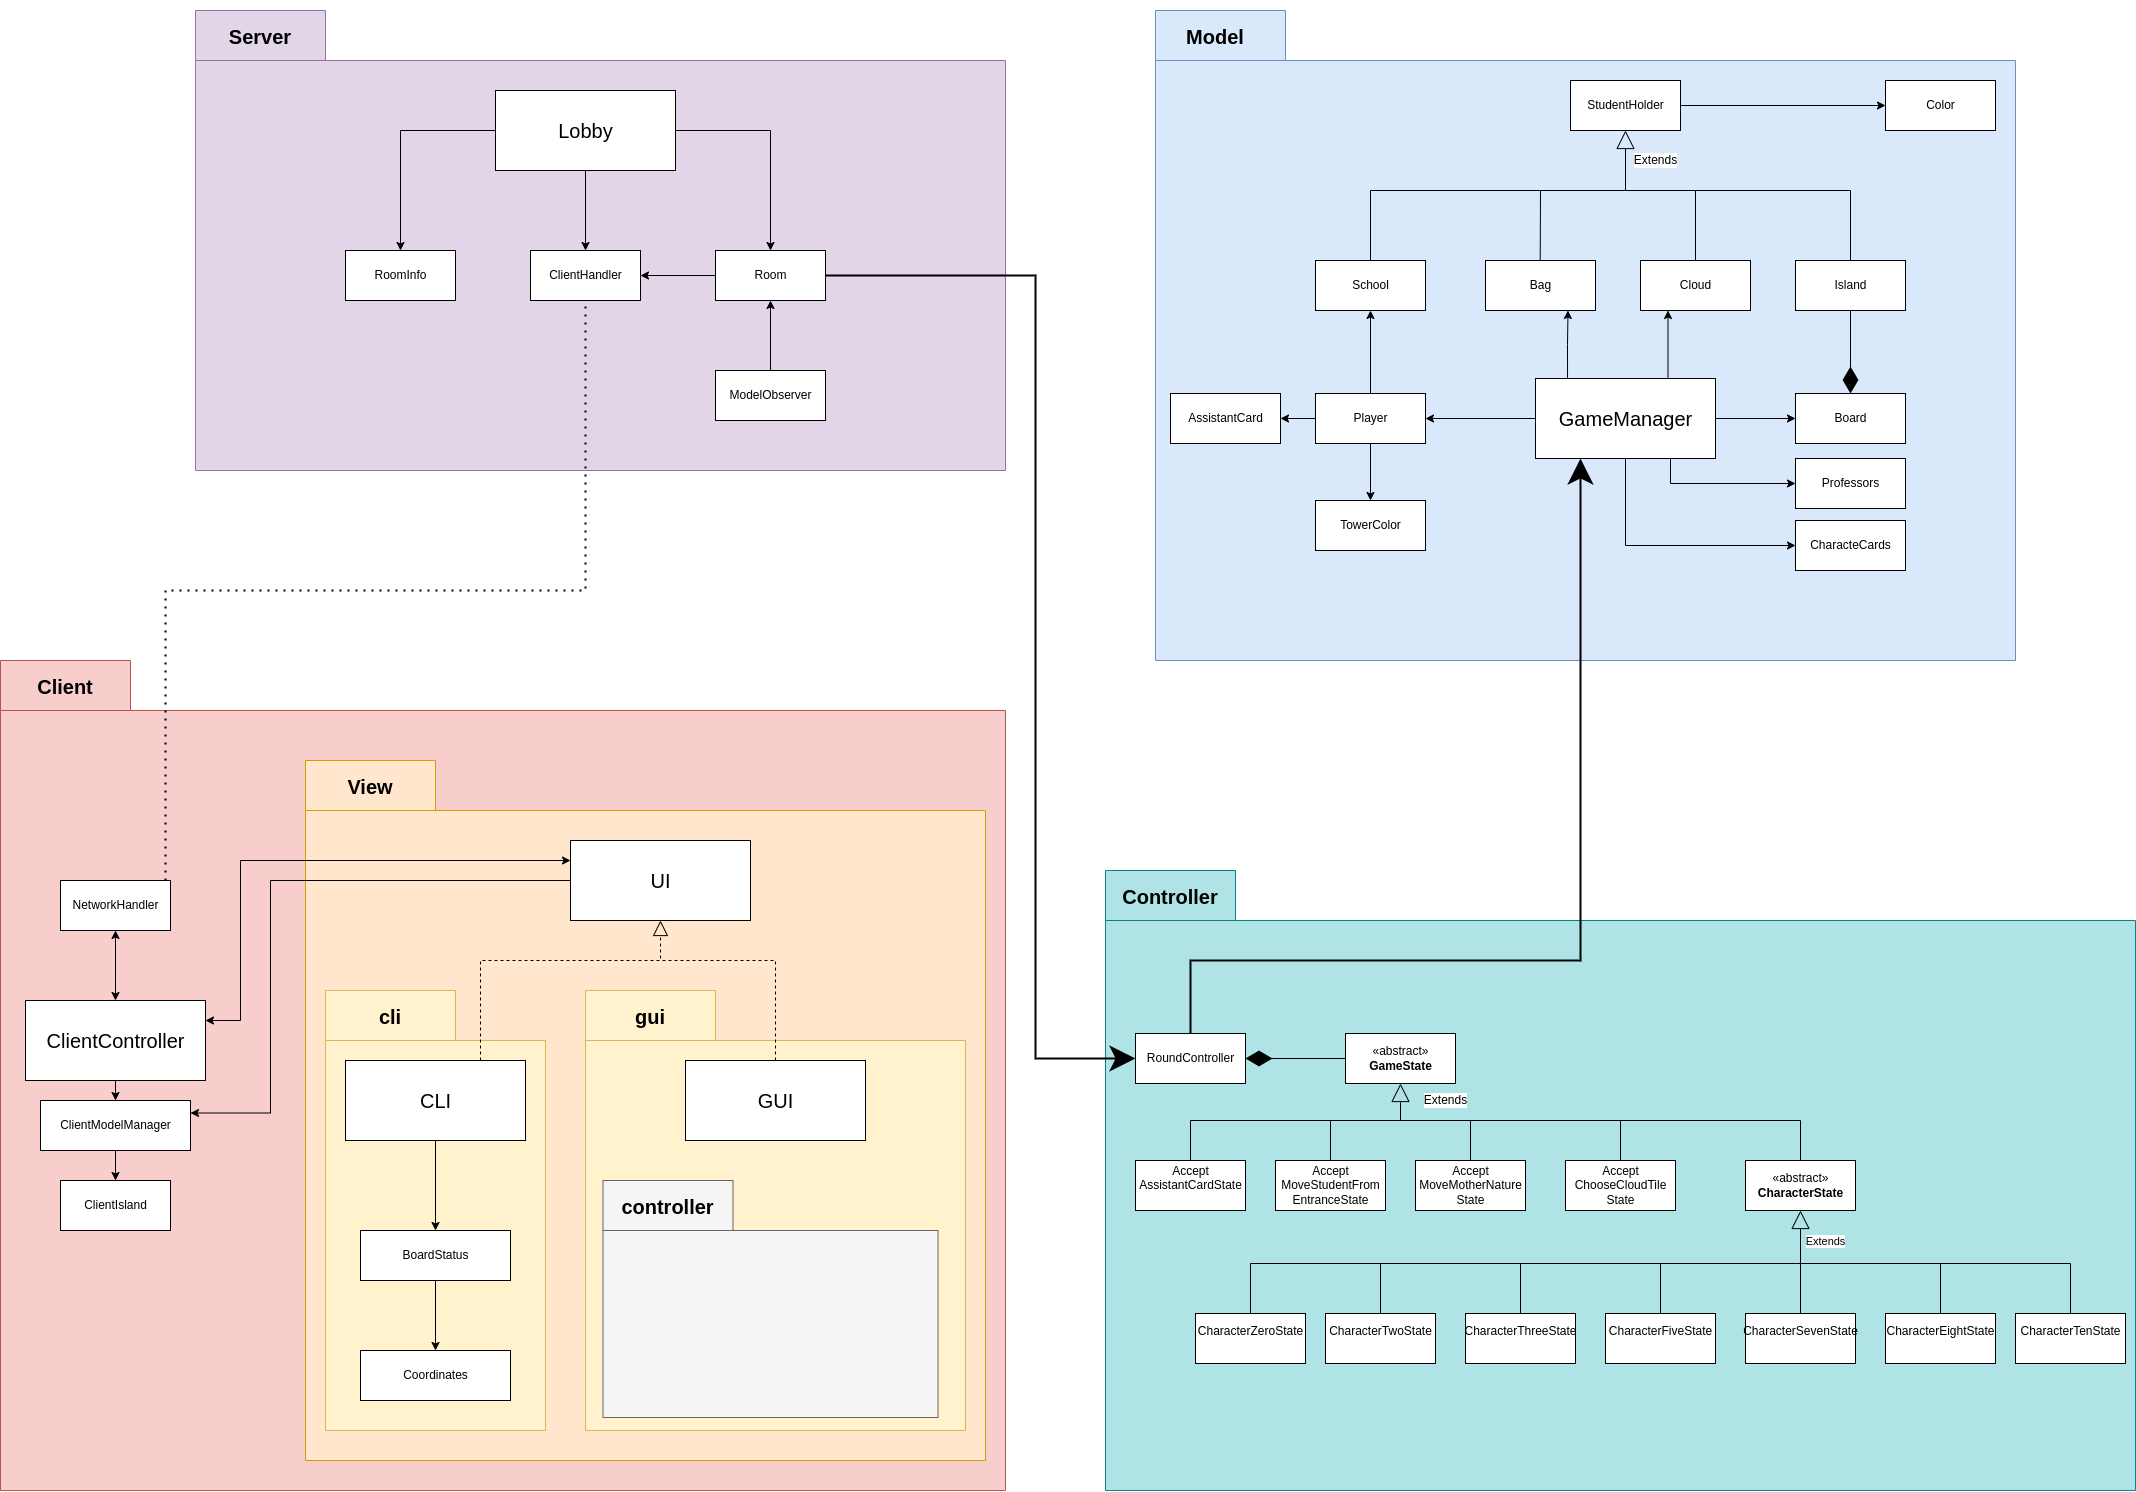 Server
Lobby
RoomInfo
ClientHandler
Room
ModelObserver
Model
StudentHolder
Color
Extends
School
Bag
Cloud
Island
AssistantCard
Player
GameManager
Board
Professors
TowerColor
CharacteCards
Client
View
UI
NetworkHandler
ClientController
ClientModelManager
ClientIsland
cli
CLI
BoardStatus
Coordinates
gui
GUI
controller
Controller
RoundController
«abstract»
GameState
Extends
Accept
AssistantCardState
Accept
MoveStudentFrom
EntranceState
Accept
MoveMotherNature
State
Accept
ChooseCloudTile
State
«abstract»
CharacterState
Extends
CharacterZeroState
CharacterTwoState
CharacterThreeState
CharacterFiveState
CharacterSevenState
CharacterEightState
CharacterTenState